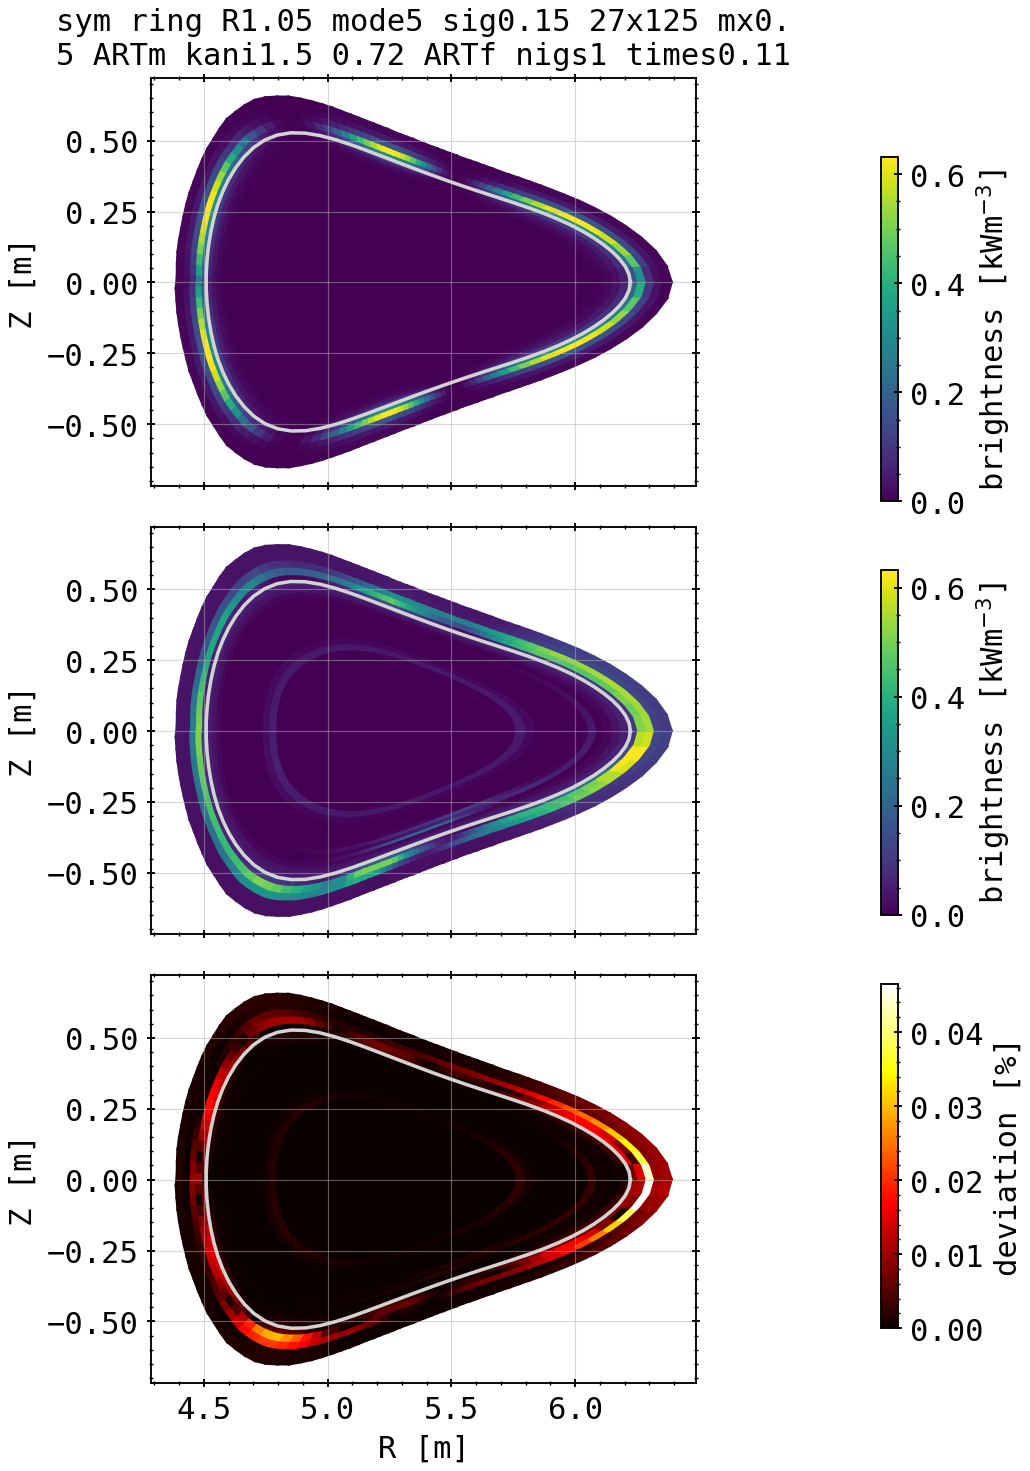 sym ring R1.05 mode5 sig0.15 27x125 mx0.
5 ARTm kani1.5 0.72 ARTf nigs1 times0.11
0.50
0.25
0.00
−0.25
−0.50
Z [m]
0.6
0.4
0.2
0.0
brightness [kWm⁻³]
0.50
0.25
0.00
−0.25
−0.50
Z [m]
0.6
0.4
0.2
0.0
brightness [kWm⁻³]
0.50
0.25
0.00
−0.25
−0.50
Z [m]
0.04
0.03
0.02
0.01
0.00
deviation [%]
4.5 5.0 5.5 6.0
R [m]